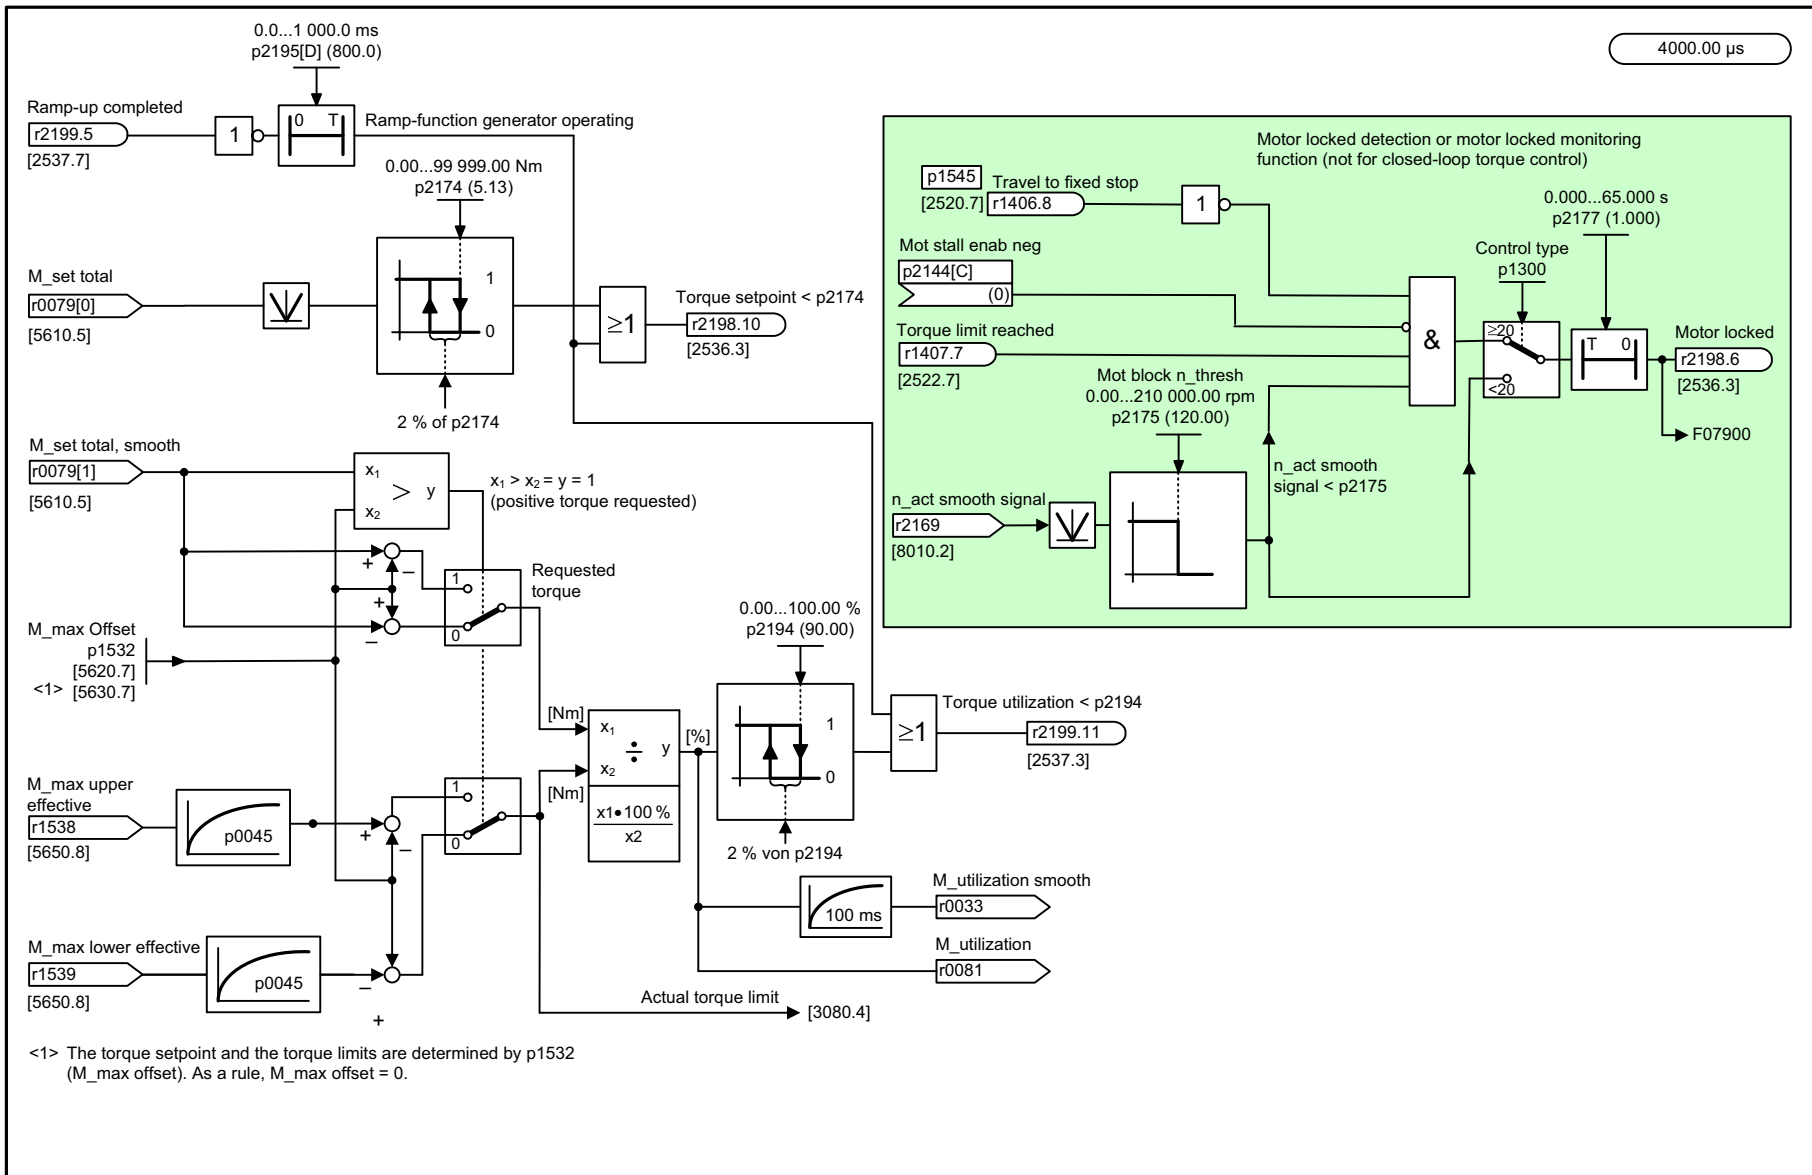 0.0...1 000.0 ms
p2195[D] (800.0)
4000.00 µs
Ramp-up completed
r2199.5
[2537.7]
1
0 T
Ramp-function generator operating
0.00...99 999.00 Nm
p2174 (5.13)
M_set total
r0079[0]
[5610.5]
1
0
2 % of p2174
≥1
Torque setpoint < p2174
r2198.10
[2536.3]
Motor locked detection or motor locked monitoring
function (not for closed-loop torque control)
p1545
[2520.7]
Travel to fixed stop
r1406.8
1
Mot stall enab neg
p2144[C]
(0)
Torque limit reached
r1407.7
[2522.7]
Mot block n_thresh
0.00...210 000.00 rpm
p2175 (120.00)
n_act smooth signal
r2169
[8010.2]
n_act smooth
signal < p2175
&
Control type
p1300
≥20
<20
0.000...65.000 s
p2177 (1.000)
T 0
Motor locked
r2198.6
[2536.3]
F07900
M_set total, smooth
r0079[1]
[5610.5]
x1
x2
> y
x1 > x2 = y = 1
(positive torque requested)
+
–
+
–
1
0
Requested
torque
M_max Offset
p1532
[5620.7]
<1> [5630.7]
M_max upper
effective
r1538
[5650.8]
p0045
+
–
1
0
M_max lower effective
r1539
[5650.8]
p0045
–
+
[Nm]
[Nm]
x1
x2
÷ y
x1•100 %
x2
[%]
0.00...100.00 %
p2194 (90.00)
1
0
2 % von p2194
≥1
Torque utilization < p2194
r2199.11
[2537.3]
100 ms
M_utilization smooth
r0033
M_utilization
r0081
Actual torque limit
[3080.4]
<1> The torque setpoint and the torque limits are determined by p1532
(M_max offset). As a rule, M_max offset = 0.